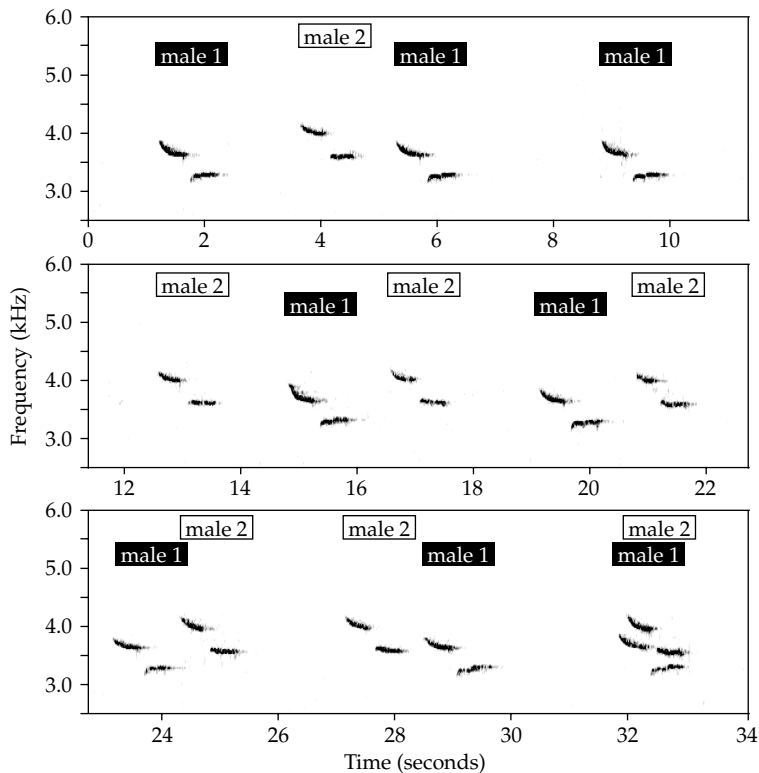 6.0
male 2
male 1 male 1 male 1
5.0
4.0
3.0
0 2 4 6 8 10
6.0
male 2 male 2 male 2
male 1 male 1
5.0
4.0
3.0
12 14 16 18 20 22
Frequency (kHz)
6.0
male 2 male 2 male 2
male 1 male 1 male 1
5.0
4.0
3.0
24 26 28 30 32 34
Time (seconds)